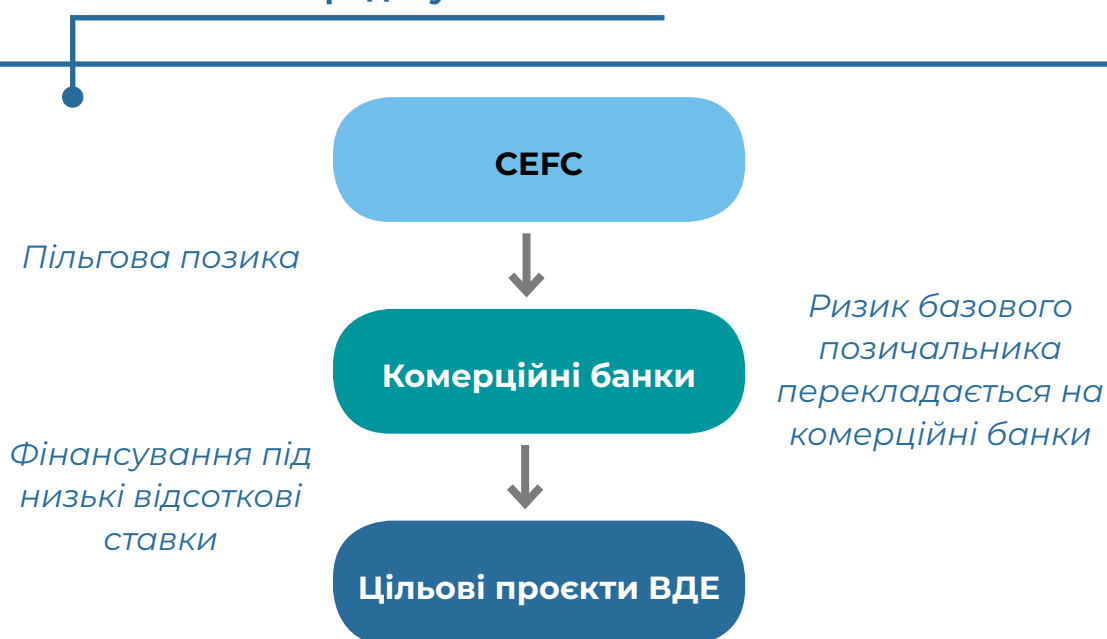 CEFC
Пільгова позика
Ризик базового
позичальника
перекладається на
комерційні банки
Комерційні банки
Фінансування під
низькі відсоткові
ставки
Цільові проєкти ВДЕ